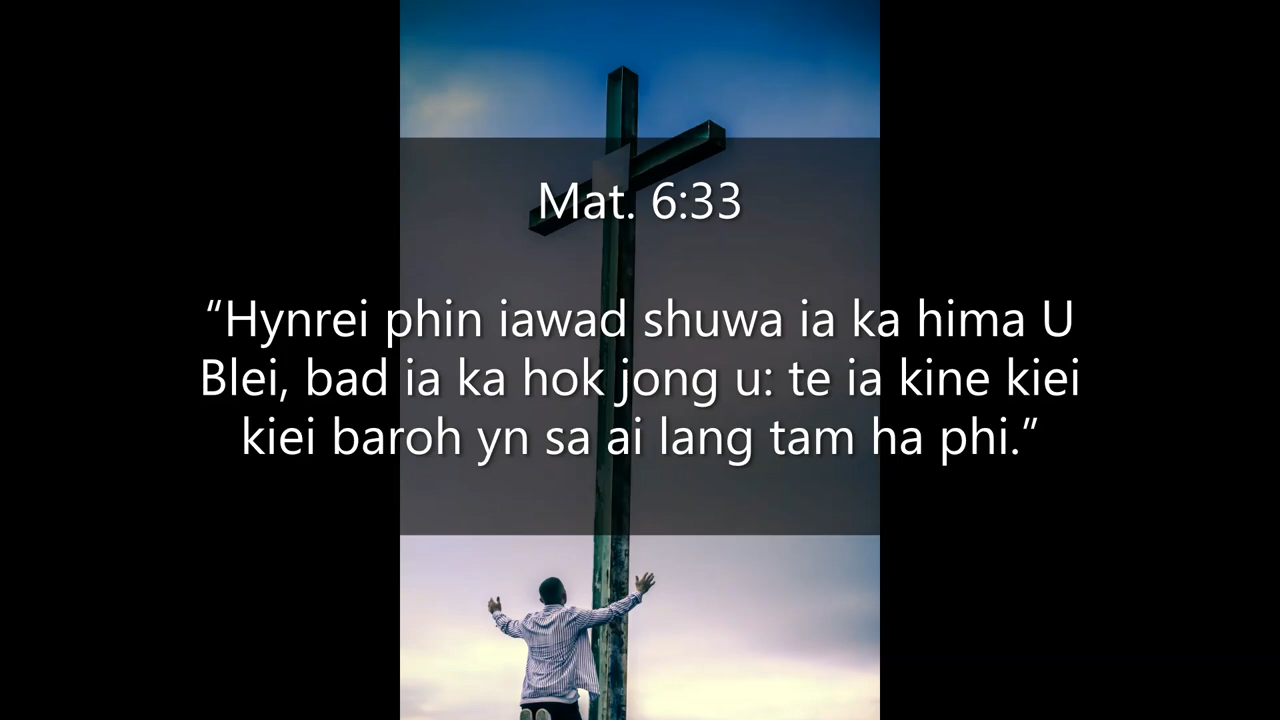 Mat. 6:33
“Hynrei phin iawad shuwa ia ka hima U
Blei, bad ia ka hok jong u: te ia kine kiei
kiei baroh yn sa ai lang tam ha phi.”